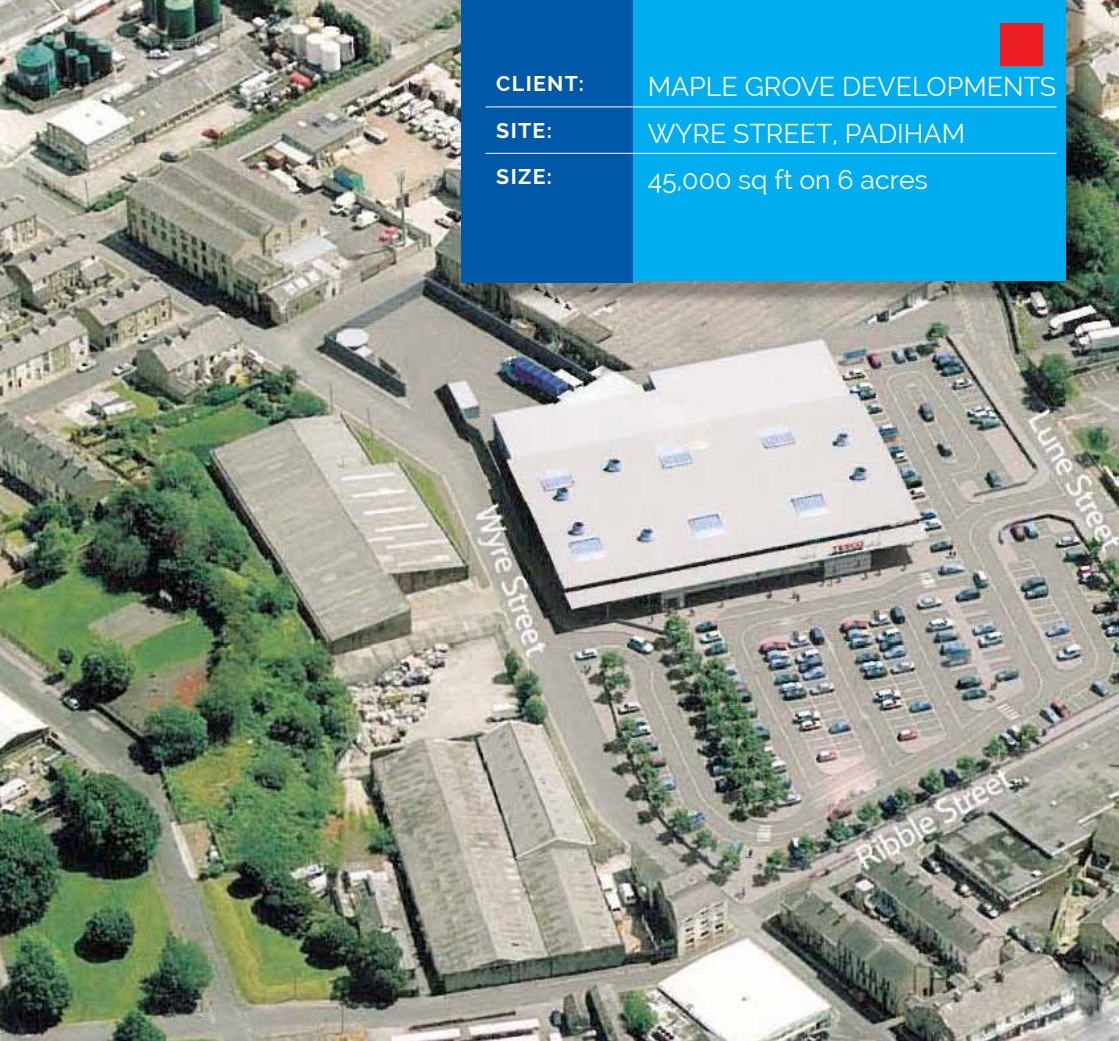 CLIENT: MAPLE GROVE DEVELOPMENTS
SITE: WYRE STREET, PADIHAM
SIZE: 45,000 sq ft on 6 acres
Lune Street
TESCO
Wyre Street
Ribble Street